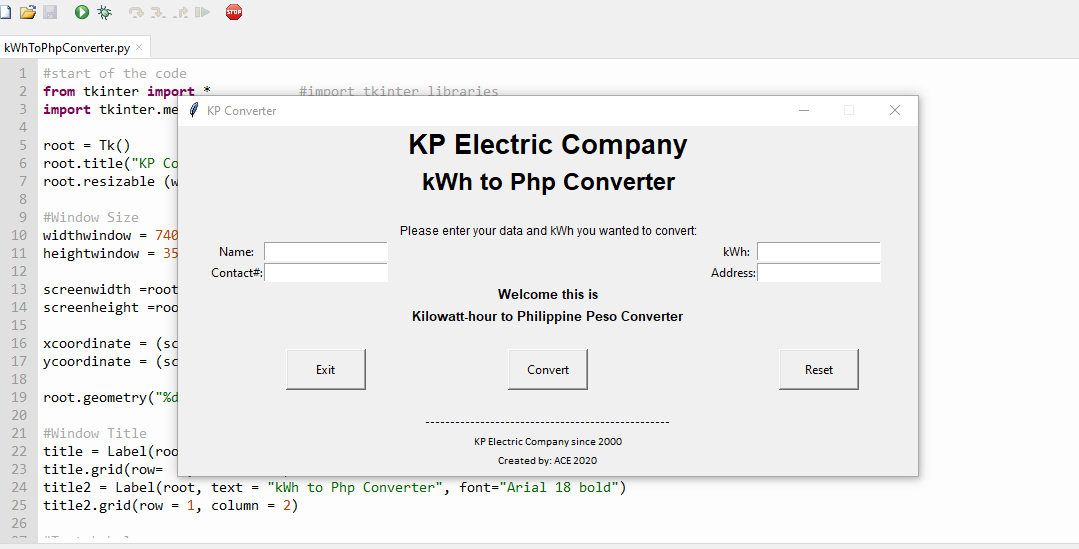 STOP
kWhToPhpConverter.py ×
1 #start of the code
2 from tkinter import * #import tkinter libraries
3 import tkinter.me
4
5 root = Tk()
6 root.title("KP Co
7 root.resizable (w
8
9 #Window Size
10 widthwindow = 740
11 heightwindow = 35
12
13 screenwidth =root
14 screenheight =roo
15
16 xcoordinate = (sc
17 ycoordinate = (sc
18
19 root.geometry("%d
20
21 #Window Title
22 title = Label(roo
23 title.grid(row=
24 title2 = Label(root, text = "kWh to Php Converter", font="Arial 18 bold")
25 title2.grid(row = 1, column = 2)
26
27
KP Converter
KP Electric Company
kWh to Php Converter
Please enter your data and kWh you wanted to convert:
Name: kWh:
Contact#: Address:
Welcome this is
Kilowatt-hour to Philippine Peso Converter
Exit Convert Reset
-------------------------------------------------
KP Electric Company since 2000
Created by: ACE 2020